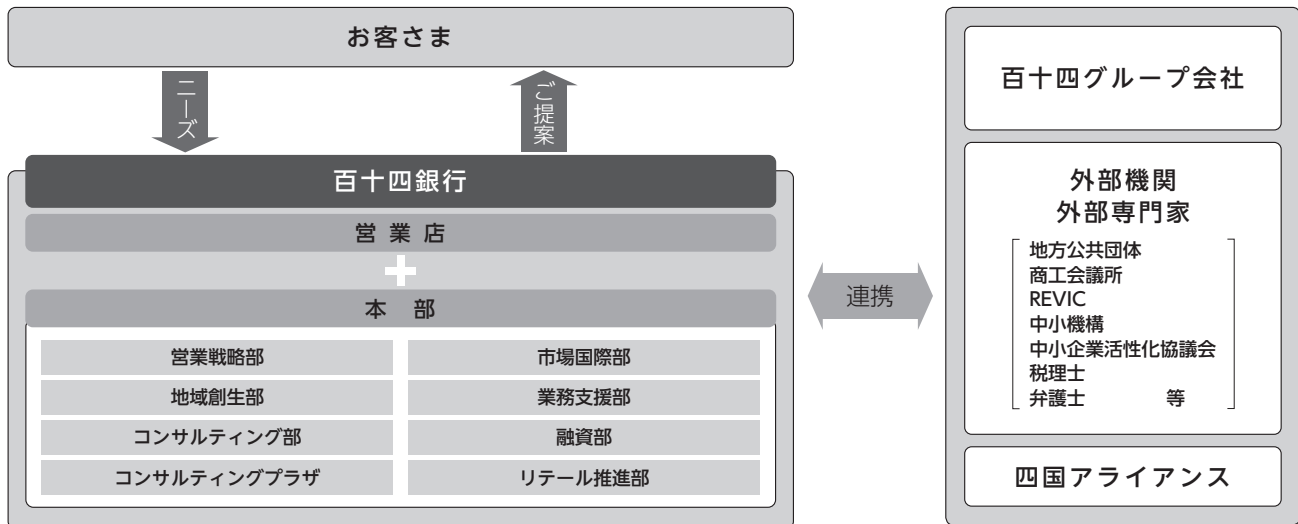 お客さま
ニーズ
ご提案
百十四銀行
営業店
本部
営業戦略部
市場国際部
地域創生部
業務支援部
コンサルティング部
融資部
コンサルティングプラザ
リテール推進部
連携
百十四グループ会社
外部機関
外部専門家
地方公共団体
商工会議所
REVIC
中小機構
中小企業活性化協議会
税理士
弁護士 等
四国アライアンス